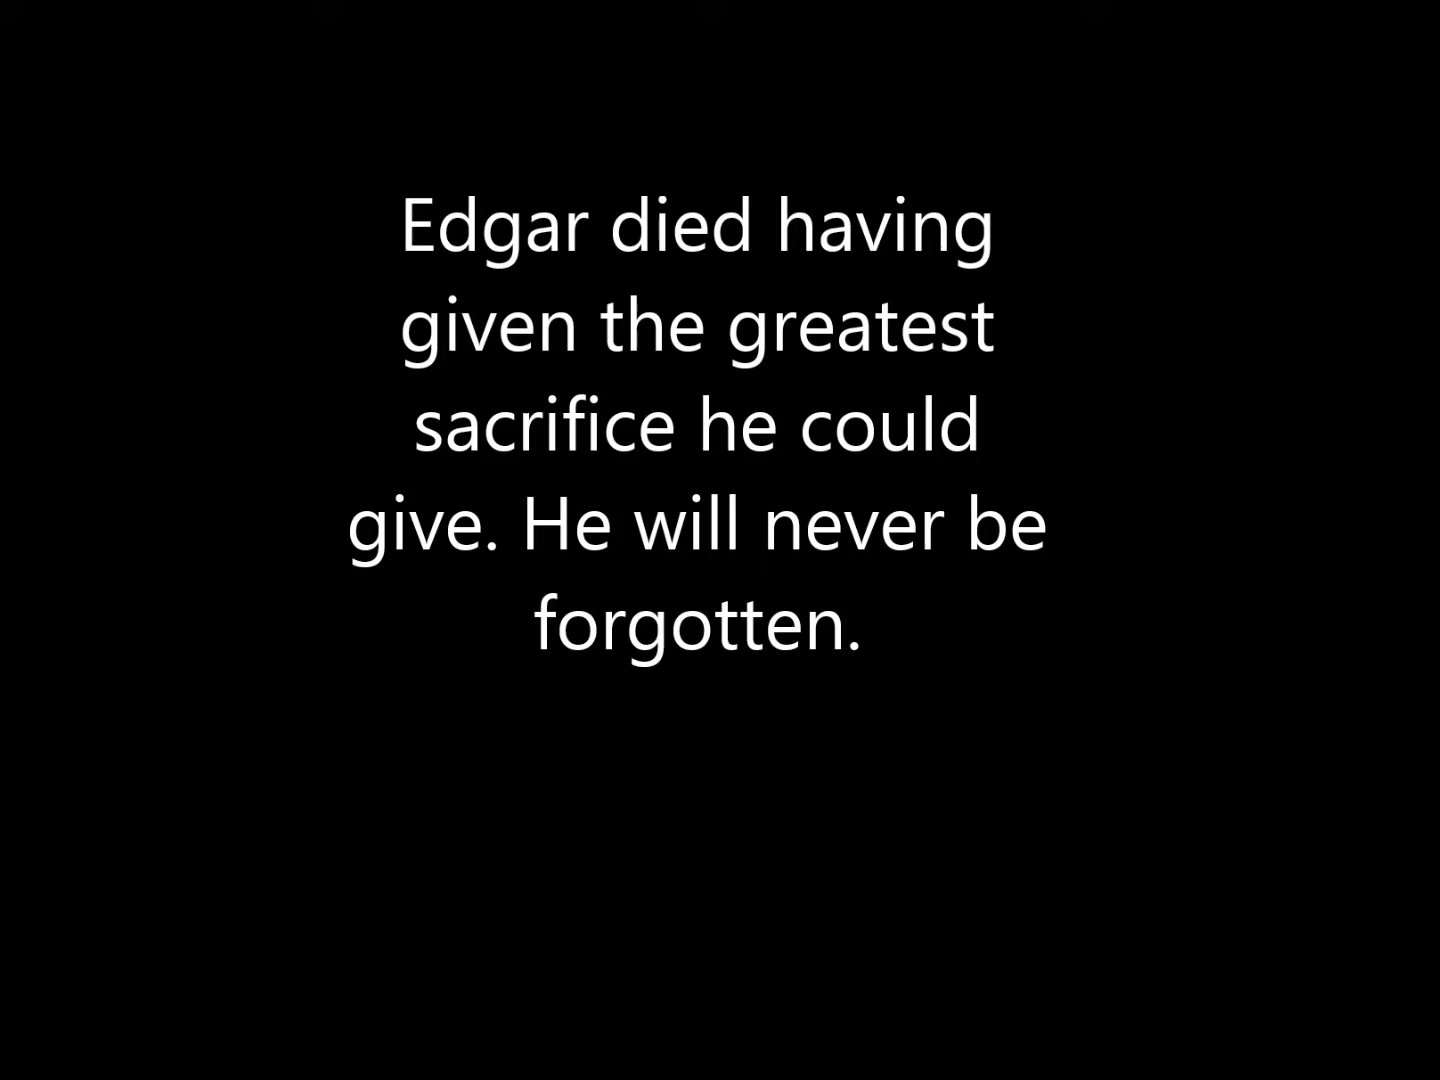 Edgar died having
given the greatest
sacrifice he could
give. He will never be
forgotten.